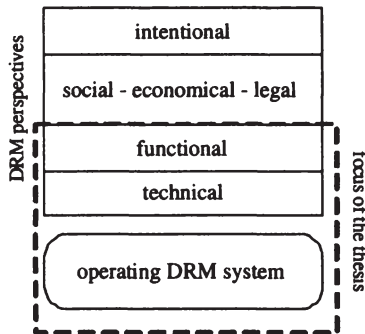 DRM perspectives
intentional
social - economical - legal
functional
technical
operating DRM system
focus of the thesis